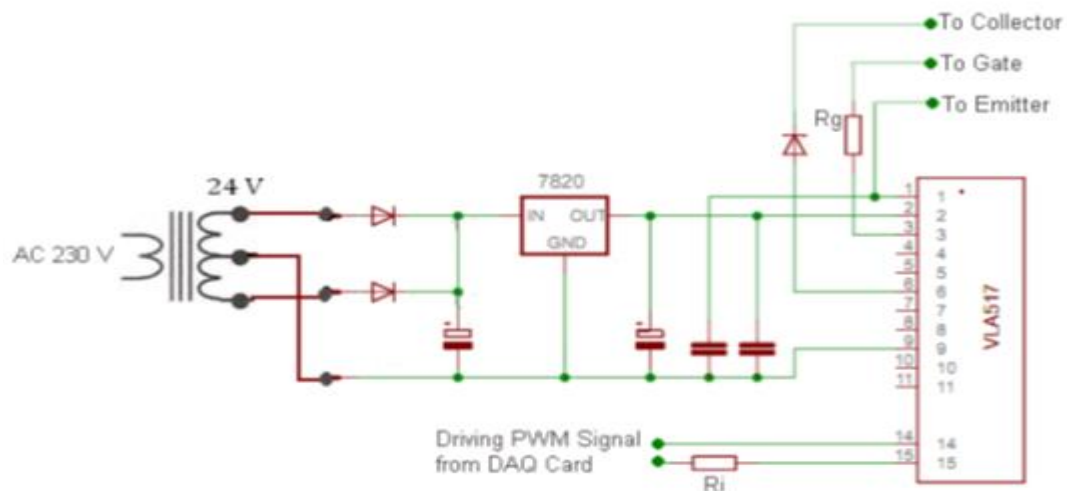 To Collector
To Gate
To Emitter
Rg
24 V
7820
IN OUT
GND
AC 230 V
1 1
2 2
3 3
4 4
5 5
6 6
7 7
8 8
9 9
10 10
11 11
14 14
15 15
VLA517
Driving PWM Signal
from DAQ Card
Ri